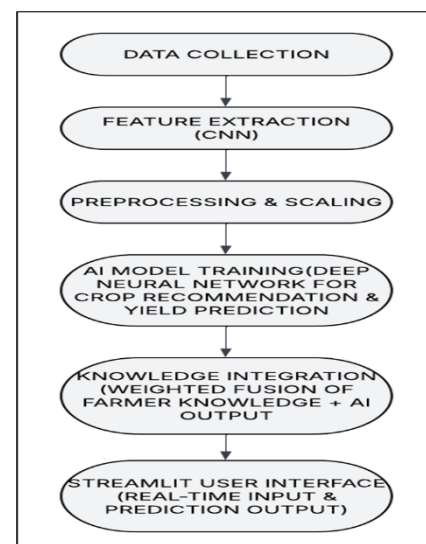 DATA COLLECTION
FEATURE EXTRACTION
(CNN)
PREPROCESSING & SCALING
AI MODEL TRAINING(DEEP
NEURAL NETWORK FOR
CROP RECOMMENDATION &
YIELD PREDICTION
KNOWLEDGE INTEGRATION
(WEIGHTED FUSION OF
FARMER KNOWLEDGE + AI
OUTPUT
STREAMLIT USER INTERFACE
(REAL-TIME INPUT &
PREDICTION OUTPUT)